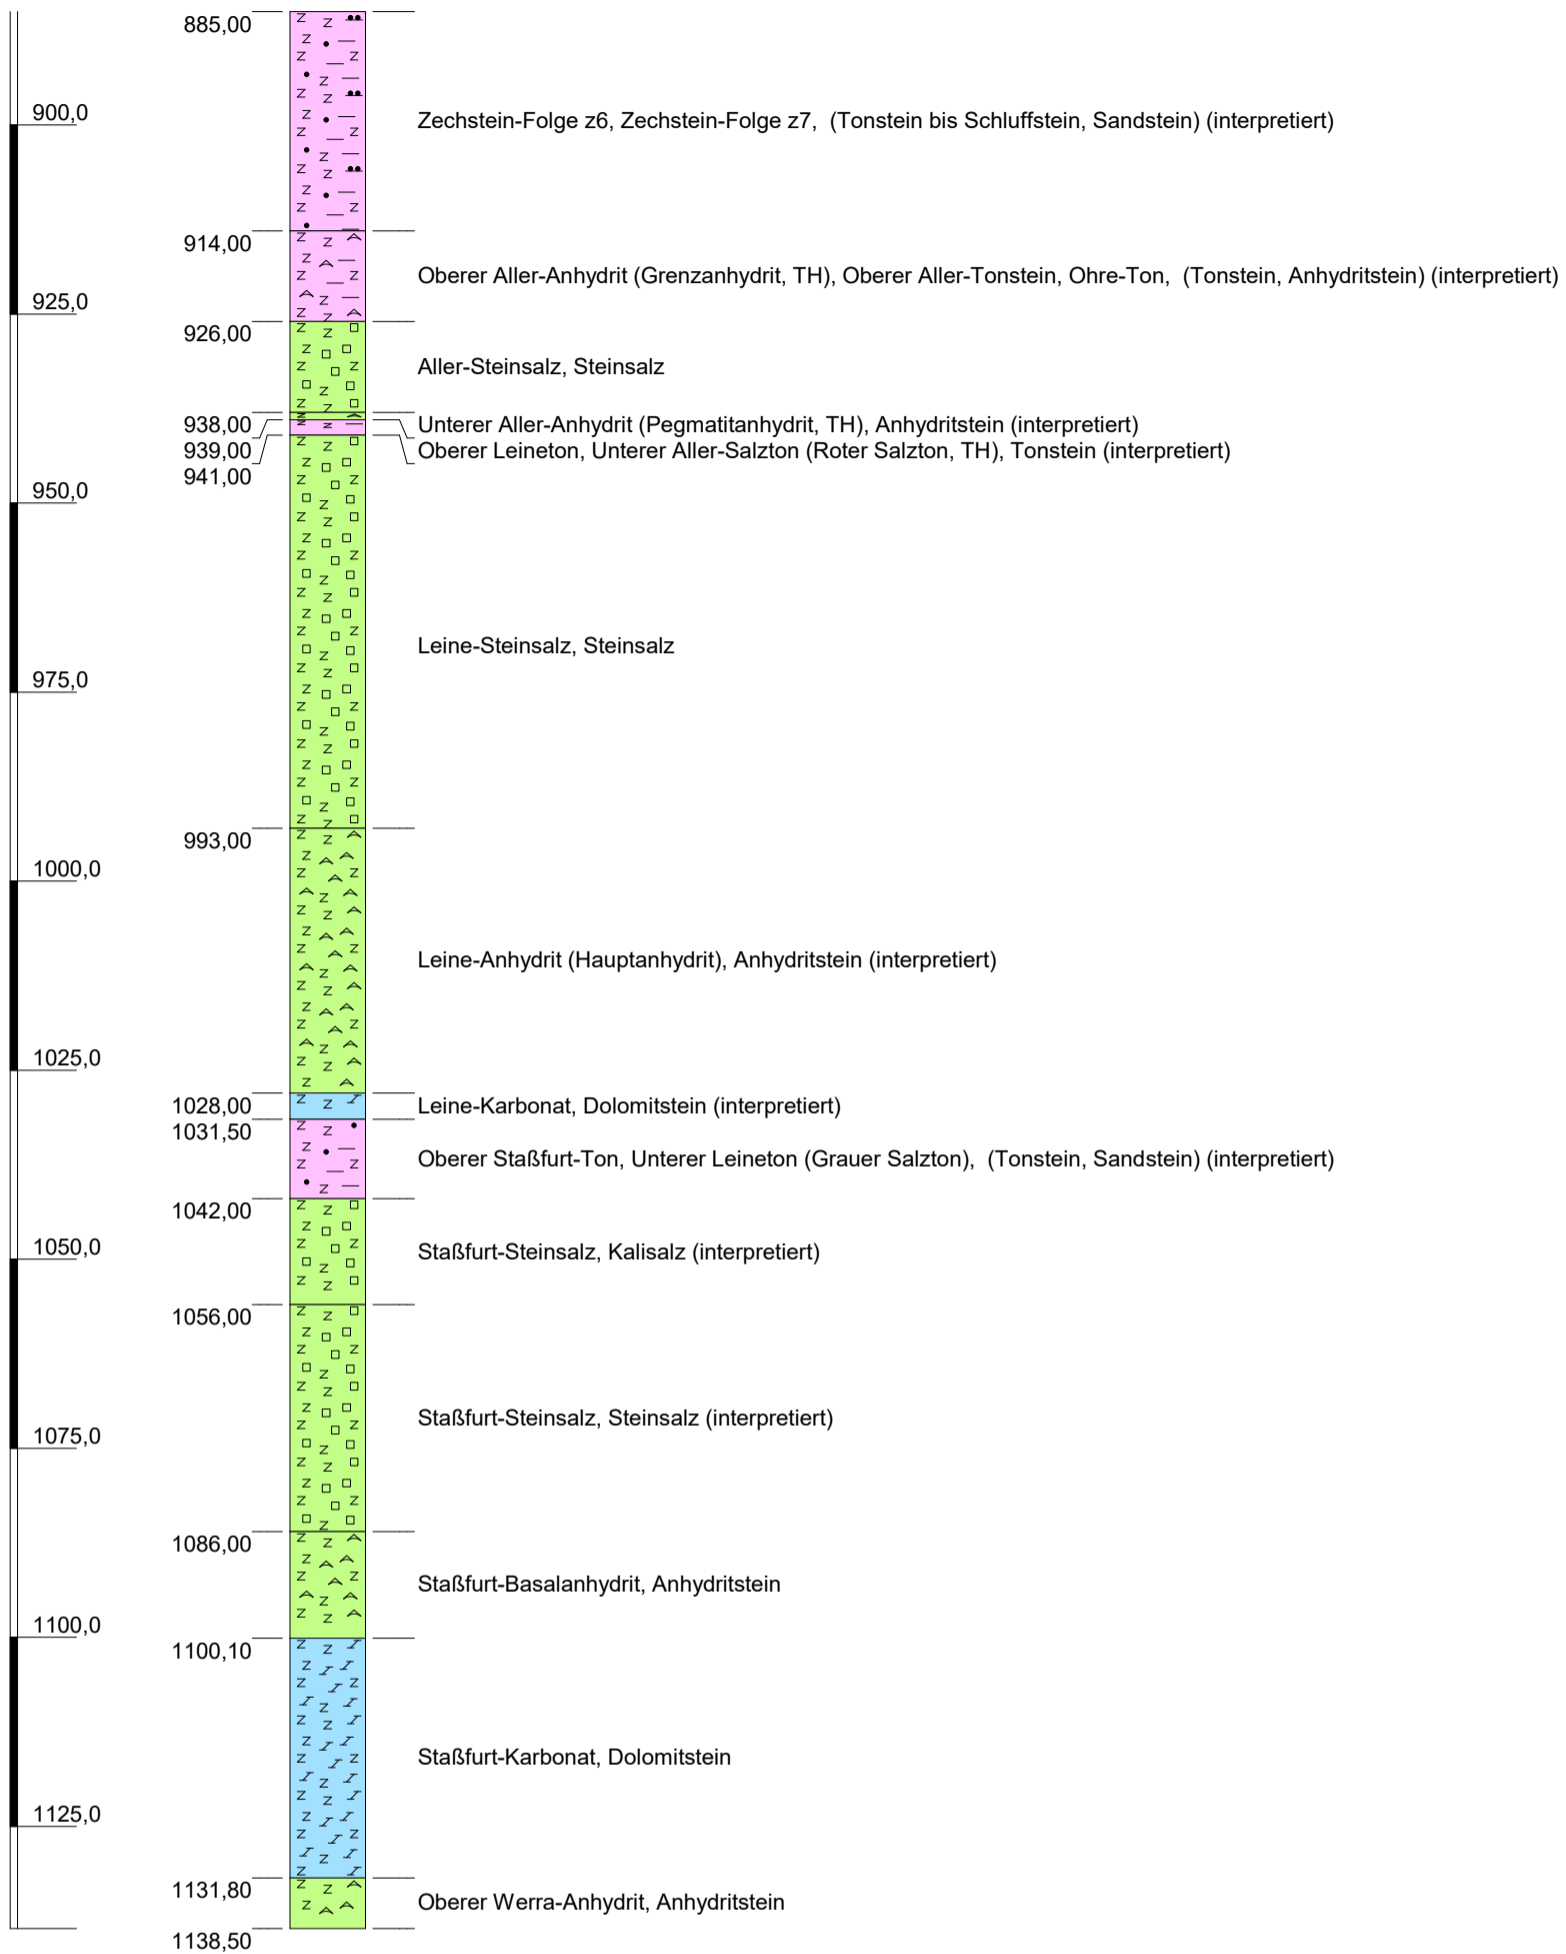 885,00
900,0
Zechstein-Folge z6, Zechstein-Folge z7,  (Tonstein bis Schluffstein, Sandstein) (interpretiert)
914,00
Oberer Aller-Anhydrit (Grenzanhydrit, TH), Oberer Aller-Tonstein, Ohre-Ton,  (Tonstein, Anhydritstein) (interpretiert)
925,0
926,00
Aller-Steinsalz, Steinsalz
938,00
Unterer Aller-Anhydrit (Pegmatitanhydrit, TH), Anhydritstein (interpretiert)
939,00
Oberer Leineton, Unterer Aller-Salzton (Roter Salzton, TH), Tonstein (interpretiert)
941,00
950,0
Leine-Steinsalz, Steinsalz
975,0
993,00
1000,0
Leine-Anhydrit (Hauptanhydrit), Anhydritstein (interpretiert)
1025,0
1028,00
Leine-Karbonat, Dolomitstein (interpretiert)
1031,50
Oberer Staßfurt-Ton, Unterer Leineton (Grauer Salzton),  (Tonstein, Sandstein) (interpretiert)
1042,00
1050,0
Staßfurt-Steinsalz, Kalisalz (interpretiert)
1056,00
Staßfurt-Steinsalz, Steinsalz (interpretiert)
1075,0
1086,00
Staßfurt-Basalanhydrit, Anhydritstein
1100,0
1100,10
Staßfurt-Karbonat, Dolomitstein
1125,0
1131,80
Oberer Werra-Anhydrit, Anhydritstein
1138,50